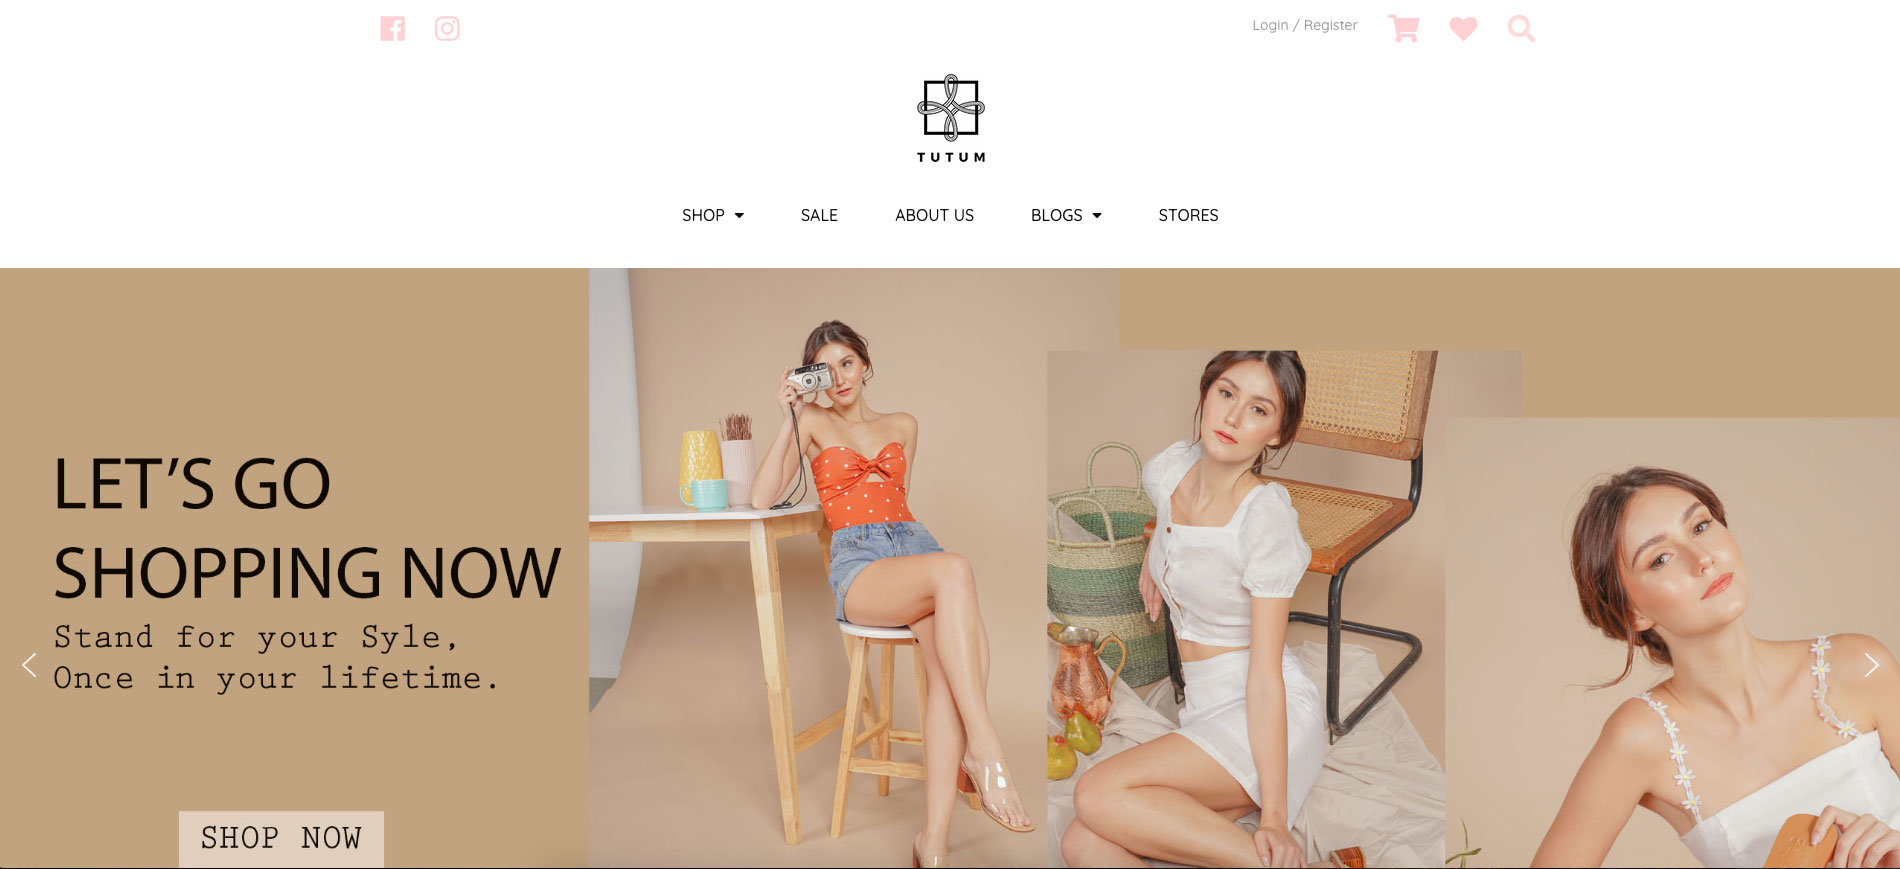 Login / Register
TUTUM
SHOP
SALE
ABOUT US
BLOGS
STORES
LET'S GO
SHOPPING NOW
Stand for your Syle,
Once in your lifetime.
SHOP NOW